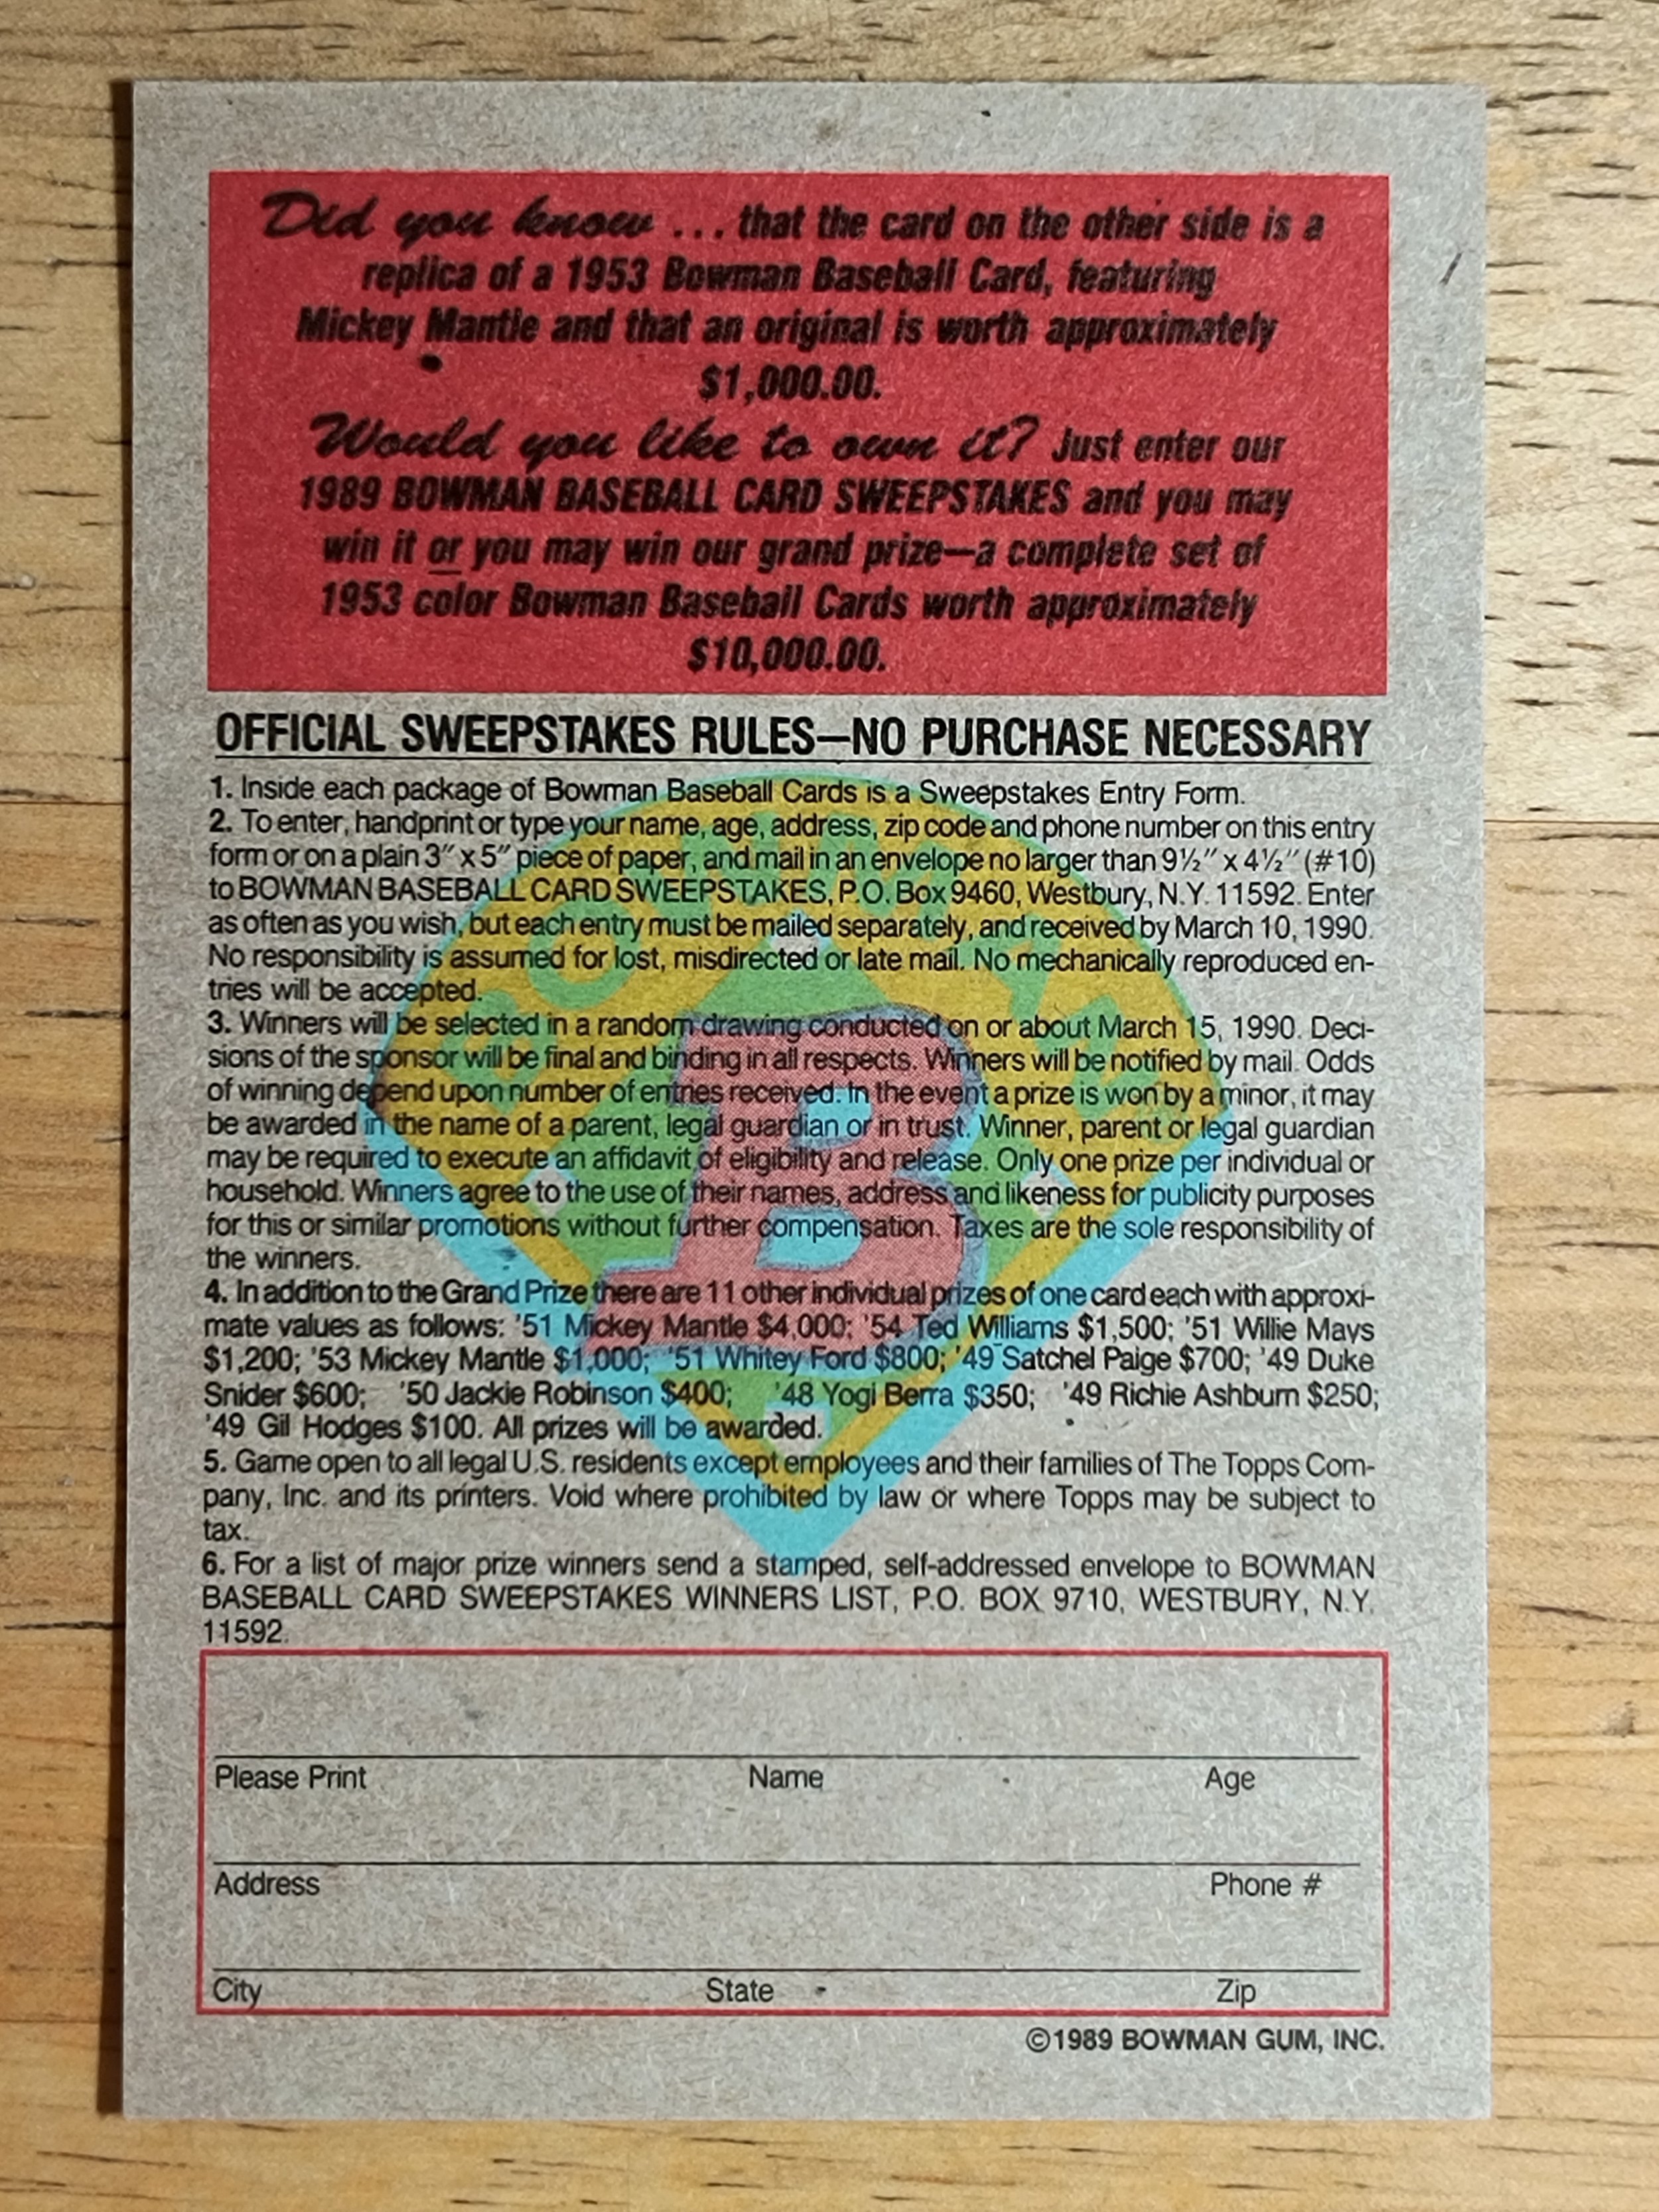 Did you know ... that the card on the other side is a
replica of a 1953 Bowman Baseball Card, featuring
Mickey Mantle and that an original is worth approximately
$1,000.00.
Would you like to own it? Just enter our
1989 BOWMAN BASEBALL CARD SWEEPSTAKES and you may
win it or you may win our grand prize—a complete set of
1953 color Bowman Baseball Cards worth approximately
$10,000.00.
OFFICIAL SWEEPSTAKES RULES—NO PURCHASE NECESSARY
1. Inside each package of Bowman Baseball Cards is a Sweepstakes Entry Form.
2. To enter, handprint or type your name, age, address, zip code and phone number on this entry
form or on a plain 3″ x 5″ piece of paper, and mail in an envelope no larger than 9½″ x 4½″ (#10)
to BOWMAN BASEBALL CARD SWEEPSTAKES, P.O. Box 9460, Westbury, N.Y. 11592. Enter
as often as you wish, but each entry must be mailed separately, and received by March 10, 1990.
No responsibility is assumed for lost, misdirected or late mail. No mechanically reproduced en-
tries will be accepted.
3. Winners will be selected in a random drawing conducted on or about March 15, 1990. Deci-
sions of the sponsor will be final and binding in all respects. Winners will be notified by mail. Odds
of winning depend upon number of entries received. In the event a prize is won by a minor, it may
be awarded in the name of a parent, legal guardian or in trust. Winner, parent or legal guardian
may be required to execute an affidavit of eligibility and release. Only one prize per individual or
household. Winners agree to the use of their names, address and likeness for publicity purposes
for this or similar promotions without further compensation. Taxes are the sole responsibility of
the winners.
4. In addition to the Grand Prize there are 11 other individual prizes of one card each with approxi-
mate values as follows: '51 Mickey Mantle $4,000; '54 Ted Williams $1,500; '51 Willie Mays
$1,200; '53 Mickey Mantle $1,000; '51 Whitey Ford $800; '49 Satchel Paige $700; '49 Duke
Snider $600; '50 Jackie Robinson $400; '48 Yogi Berra $350; '49 Richie Ashburn $250;
'49 Gil Hodges $100. All prizes will be awarded.
5. Game open to all legal U.S. residents except employees and their families of The Topps Com-
pany, Inc. and its printers. Void where prohibited by law or where Topps may be subject to
tax.
6. For a list of major prize winners send a stamped, self-addressed envelope to BOWMAN
BASEBALL CARD SWEEPSTAKES WINNERS LIST, P.O. BOX 9710, WESTBURY, N.Y.
11592.
BOWMAN
B
Please Print Name Age
Address Phone #
City State Zip
©1989 BOWMAN GUM, INC.